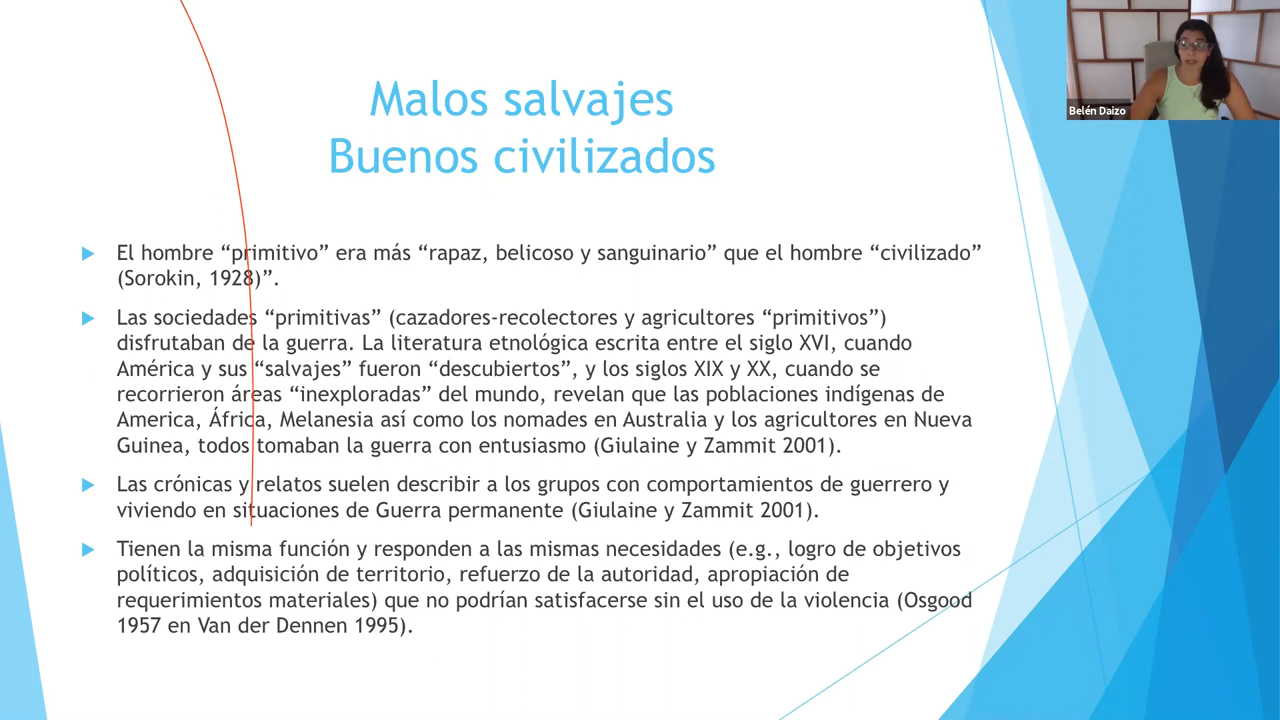 Malos salvajes
Buenos civilizados
Belén Daizo
El hombre “primitivo” era más “rapaz, belicoso y sanguinario” que el hombre “civilizado”
(Sorokin, 1928)”.
Las sociedades “primitivas” (cazadores-recolectores y agricultores “primitivos”)
disfrutaban de la guerra. La literatura etnológica escrita entre el siglo XVI, cuando
América y sus “salvajes” fueron “descubiertos”, y los siglos XIX y XX, cuando se
recorrieron áreas “inexploradas” del mundo, revelan que las poblaciones indígenas de
America, África, Melanesia así como los nomades en Australia y los agricultores en Nueva
Guinea, todos tomaban la guerra con entusiasmo (Giulaine y Zammit 2001).
Las crónicas y relatos suelen describir a los grupos con comportamientos de guerrero y
viviendo en situaciones de Guerra permanente (Giulaine y Zammit 2001).
Tienen la misma función y responden a las mismas necesidades (e.g., logro de objetivos
políticos, adquisición de territorio, refuerzo de la autoridad, apropiación de
requerimientos materiales) que no podrían satisfacerse sin el uso de la violencia (Osgood
1957 en Van der Dennen 1995).